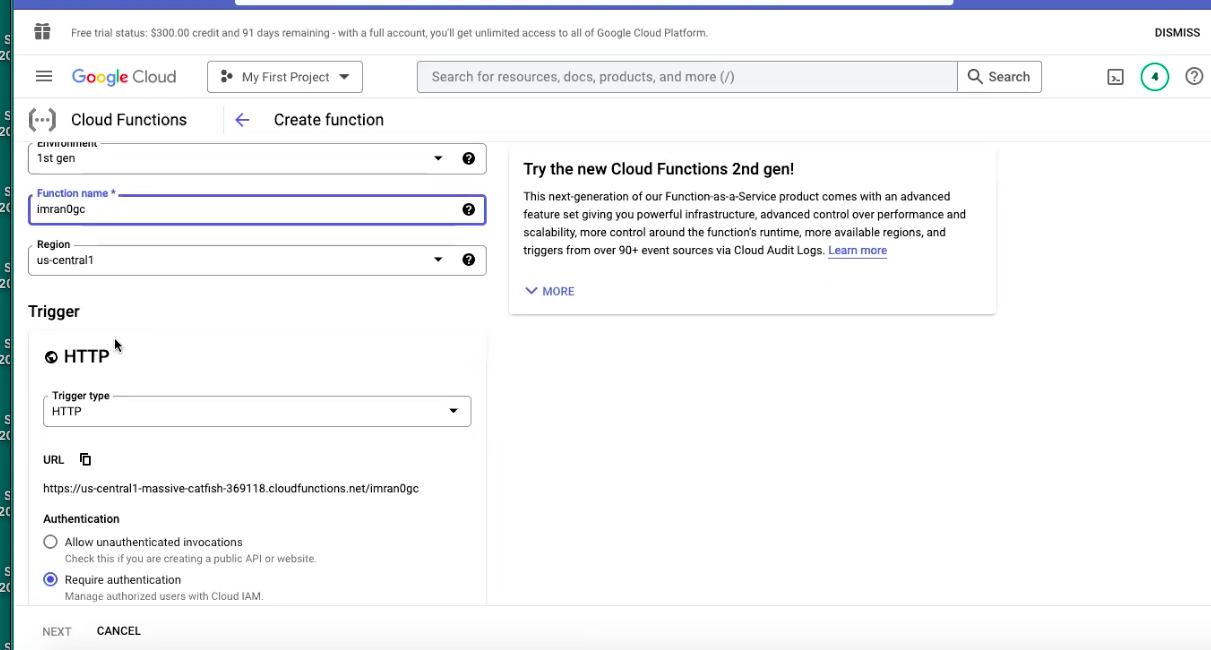 Free trial status: $300.00 credit and 91 days remaining - with a full account, you'll get unlimited access to all of Google Cloud Platform.
DISMISS
Google Cloud
My First Project
Search for resources, docs, products, and more (/)
Search
4
Cloud Functions
Create function
Environment
1st gen
Function name *
imran0gc
Region
us-central1
Trigger
HTTP
Trigger type
HTTP
URL
https://us-central1-massive-catfish-369118.cloudfunctions.net/imran0gc
Authentication
Allow unauthenticated invocations
Check this if you are creating a public API or website.
Require authentication
Manage authorized users with Cloud IAM.
NEXT
CANCEL
Try the new Cloud Functions 2nd gen!
This next-generation of our Function-as-a-Service product comes with an advanced
feature set giving you powerful infrastructure, advanced control over performance and
scalability, more control around the function's runtime, more available regions, and
triggers from over 90+ event sources via Cloud Audit Logs. Learn more
MORE